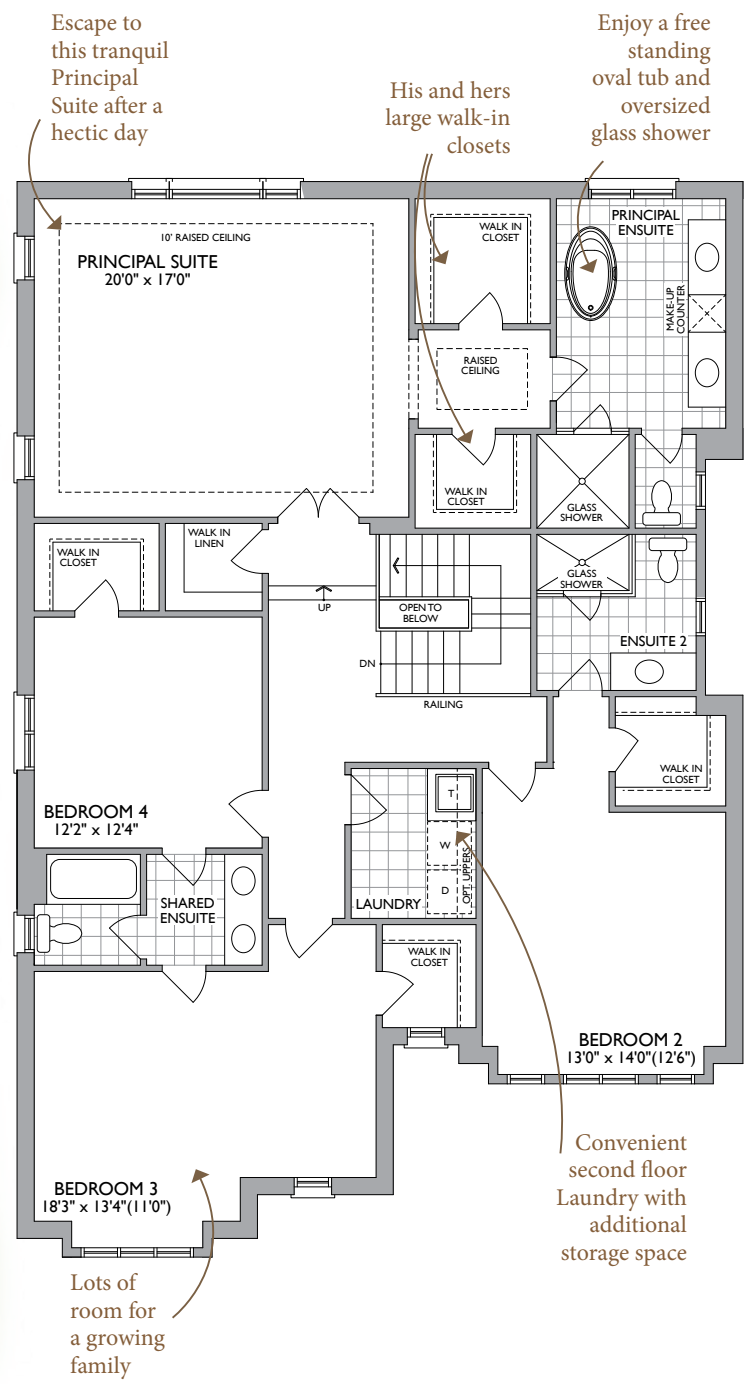 Escape to
this tranquil
Principal
Suite after a
hectic day
His and hers
large walk-in
closets
Enjoy a free
standing
oval tub and
oversized
glass shower
10' RAISED CEILING
PRINCIPAL SUITE
20'0" x 17'0"
WALK IN
CLOSET
PRINCIPAL
ENSUITE
MAKE-UP
COUNTER
RAISED
CEILING
WALK IN
CLOSET
GLASS
SHOWER
WALK IN
CLOSET
WALK IN
LINEN
UP
OPEN TO
BELOW
DN
RAILING
GLASS
SHOWER
ENSUITE 2
WALK IN
CLOSET
BEDROOM 4
12'2" x 12'4"
T
W
D
OPT. UPPERS
LAUNDRY
SHARED
ENSUITE
WALK IN
CLOSET
BEDROOM 2
13'0" x 14'0"(12'6")
BEDROOM 3
18'3" x 13'4"(11'0")
Convenient
second floor
Laundry with
additional
storage space
Lots of
room for
a growing
family